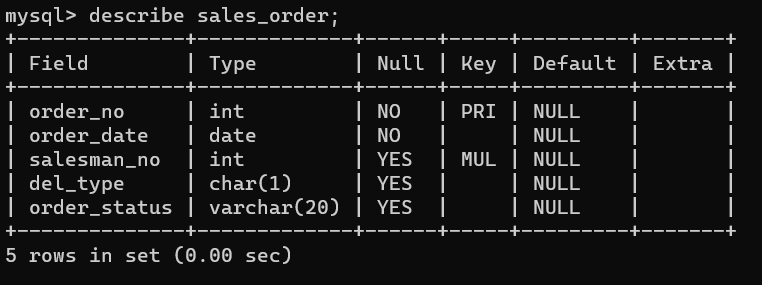 mysql> describe sales_order;
+--------------+-------------+------+-----+---------+-------+
| Field        | Type        | Null | Key | Default | Extra |
+--------------+-------------+------+-----+---------+-------+
| order_no     | int         | NO   | PRI | NULL    |       |
| order_date   | date        | NO   |     | NULL    |       |
| salesman_no  | int         | YES  | MUL | NULL    |       |
| del_type     | char(1)     | YES  |     | NULL    |       |
| order_status | varchar(20) | YES  |     | NULL    |       |
+--------------+-------------+------+-----+---------+-------+
5 rows in set (0.00 sec)